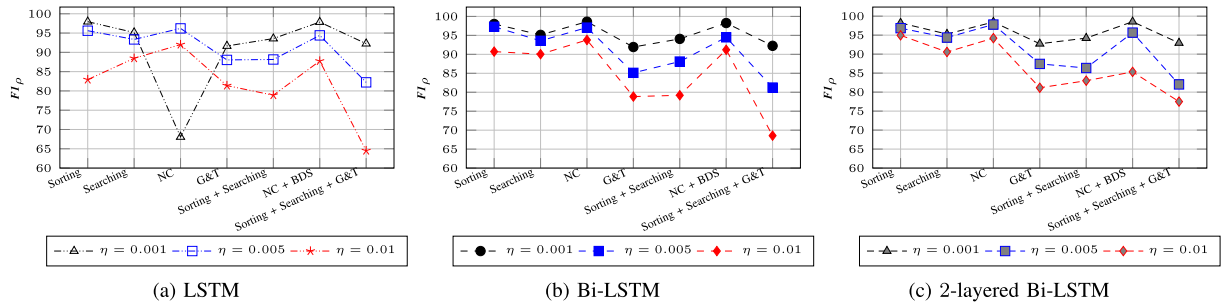 100
95
90
85
80
75
70
65
60
FIρ
Sorting
Searching
NC
G&T
Sorting + Searching
NC + BDS
Sorting + Searching + G&T
η = 0.001 η = 0.005 η = 0.01
(a) LSTM
100
95
90
85
80
75
70
65
60
FIρ
Sorting
Searching
NC
G&T
Sorting + Searching
NC + BDS
Sorting + Searching + G&T
η = 0.001 η = 0.005 η = 0.01
(b) Bi-LSTM
100
95
90
85
80
75
70
65
60
FIρ
Sorting
Searching
NC
G&T
Sorting + Searching
NC + BDS
Sorting + Searching + G&T
η = 0.001 η = 0.005 η = 0.01
(c) 2-layered Bi-LSTM